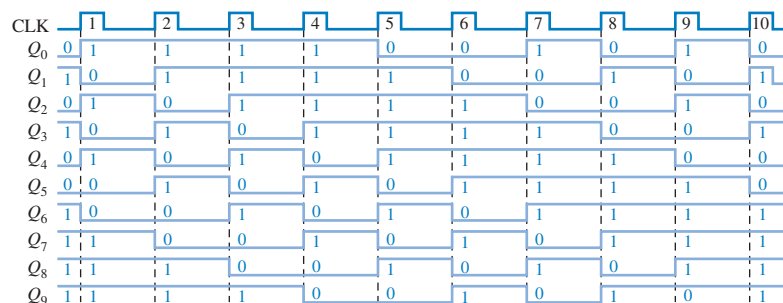 CLK 1 2 3 4 5 6 7 8 9 10
Q0 0 1 1 1 1 0 0 1 0 1 0
Q1 1 0 1 1 1 1 0 0 1 0 1
Q2 0 1 0 1 1 1 1 0 0 1 0
Q3 1 0 1 0 1 1 1 1 0 0 1
Q4 0 1 0 1 0 1 1 1 1 0 0
Q5 0 0 1 0 1 0 1 1 1 1 0
Q6 1 0 0 1 0 1 0 1 1 1 1
Q7 1 1 0 0 1 0 1 0 1 1 1
Q8 1 1 1 0 0 1 0 1 0 1 1
Q9 1 1 1 1 0 0 1 0 1 0 1